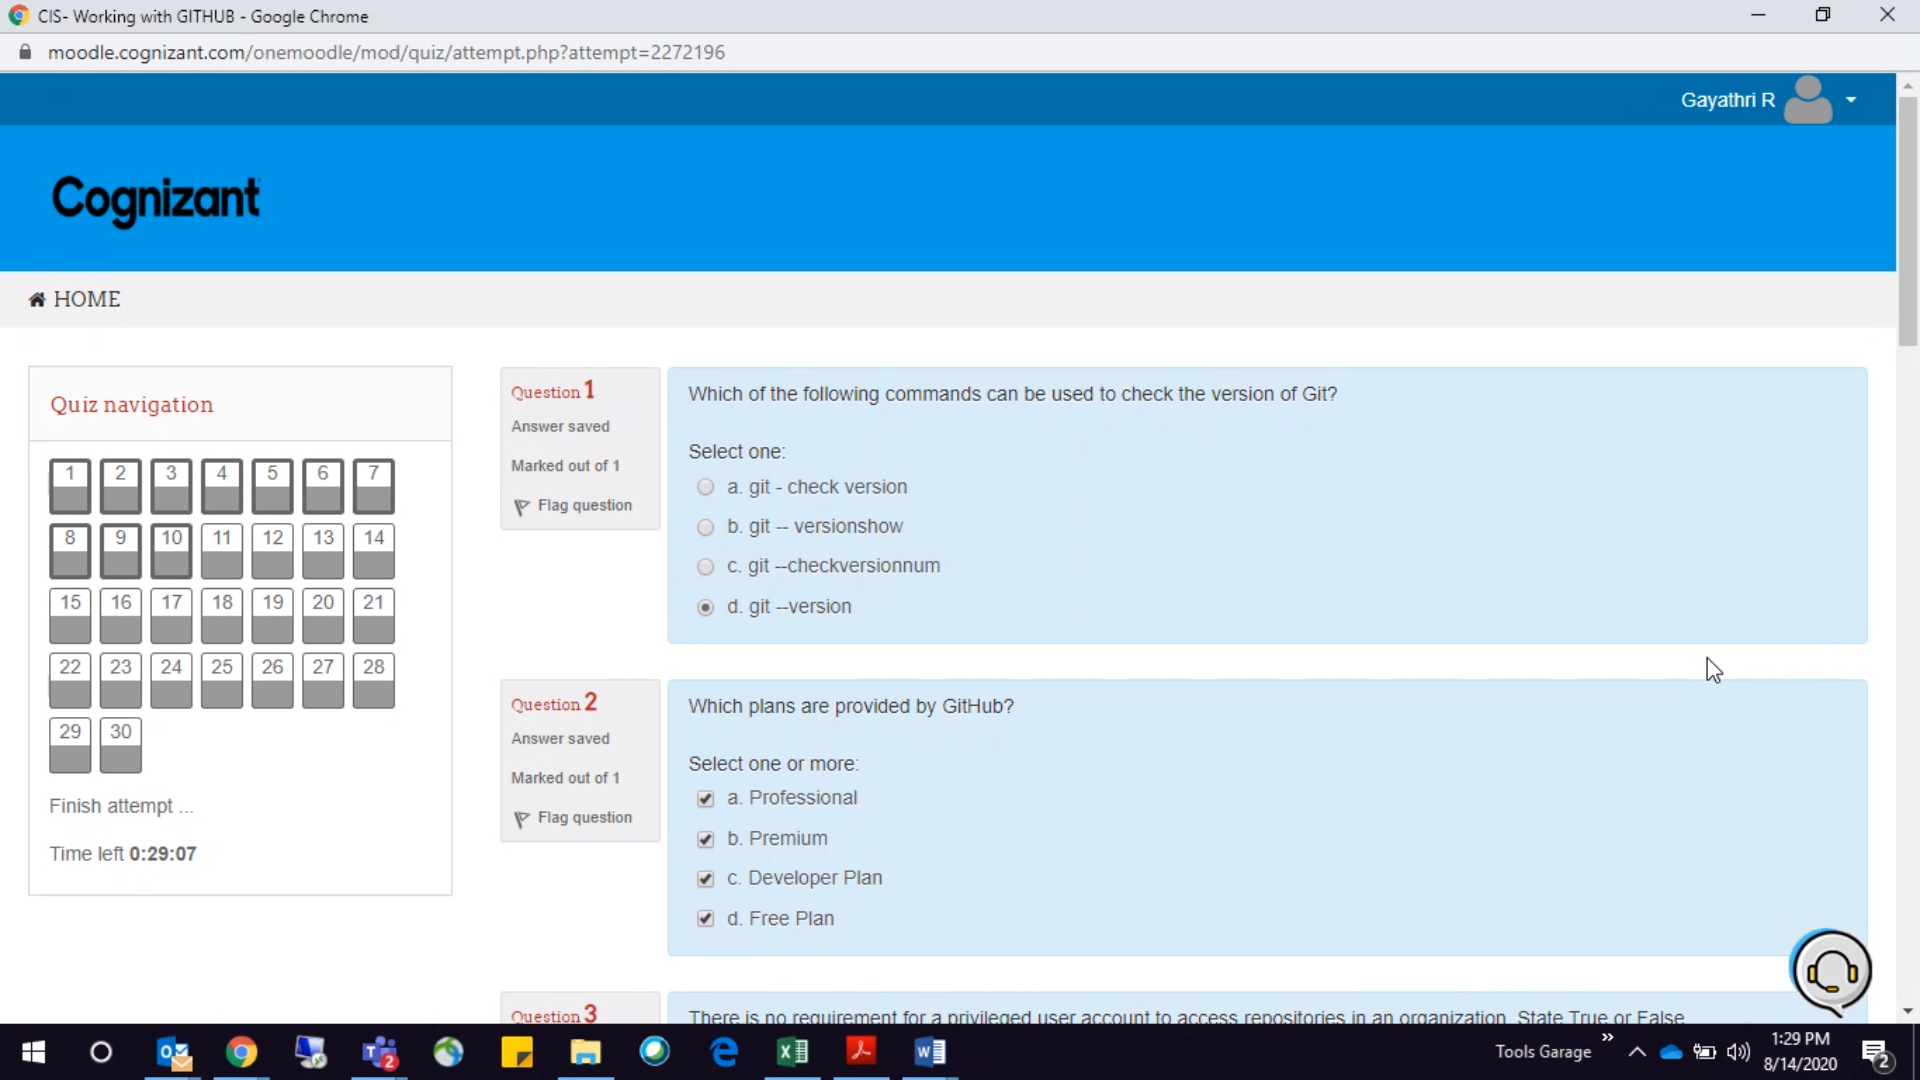 CIS- Working with GITHUB - Google Chrome
moodle.cognizant.com/onemoodle/mod/quiz/attempt.php?attempt=2272196
Gayathri R
Cognizant
HOME
Quiz navigation
1 2 3 4 5 6 7
8 9 10 11 12 13 14
15 16 17 18 19 20 21
22 23 24 25 26 27 28
29 30
Finish attempt ...
Time left 0:29:07
Question 1
Answer saved
Marked out of 1
Flag question
Which of the following commands can be used to check the version of Git?
Select one:
a. git - check version
b. git -- versionshow
c. git --checkversionnum
d. git --version
Question 2
Answer saved
Marked out of 1
Flag question
Which plans are provided by GitHub?
Select one or more:
a. Professional
b. Premium
c. Developer Plan
d. Free Plan
Question 3
There is no requirement for a privileged user account to access repositories in an organization. State True or False
Tools Garage
1:29 PM
8/14/2020
2
2